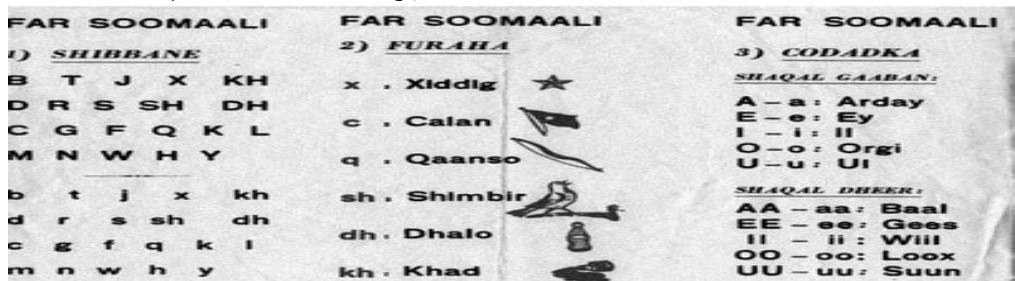 FAR SOOMAALI
1) SHIBBANE
B T J X KH
D R S SH DH
C G F Q K L
M N W H Y
b t j x kh
d r s sh dh
c g f q k l
m n w h y
FAR SOOMAALI
2) FURAHA
x . Xiddig
c . Calan
q . Qaanso
sh . Shimbir
dh . Dhalo
kh . Khad
FAR SOOMAALI
3) CODADKA
SHAQAL GAABAN:
A – a : Arday
E – e : Ey
I – i : Il
O – o : Orgi
U – u : Ul
SHAQAL DHEER:
AA – aa : Baal
EE – ee : Gees
II – ii : Wiil
OO – oo : Loox
UU – uu : Suun